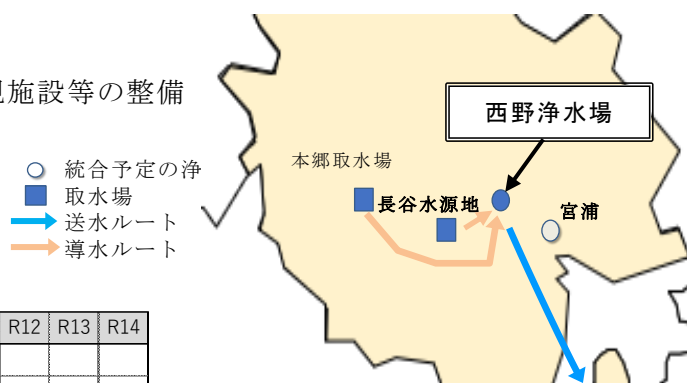 施設等の整備
西野浄水場
本郷取水場
統合予定の浄
取水場
長谷水源地
宮浦
送水ルート
導水ルート
R12 R13 R14